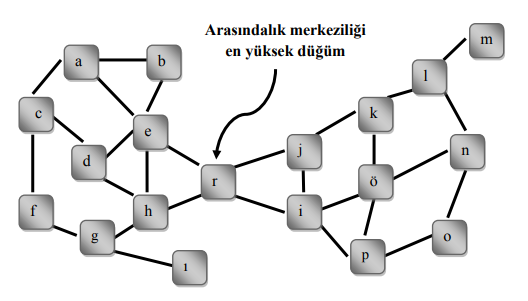 Arasındalık merkeziliği
en yüksek düğüm
m
a
b
l
c
k
e
j
n
d
r
ö
f
h
i
g
o
p
ı